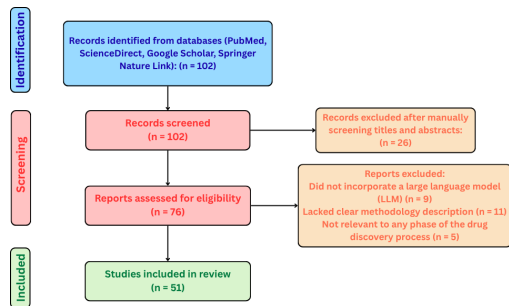 Identification
Records identified from databases (PubMed,
ScienceDirect, Google Scholar, Springer
Nature Link): (n = 102)
Screening
Records screened
(n = 102)
Records excluded after manually
screening titles and abstracts:
(n = 26)
Reports assessed for eligibility
(n = 76)
Reports excluded:
Did not incorporate a large language model
(LLM) (n = 9)
Lacked clear methodology description (n = 11)
Not relevant to any phase of the drug
discovery process (n = 5)
Included
Studies included in review
(n = 51)